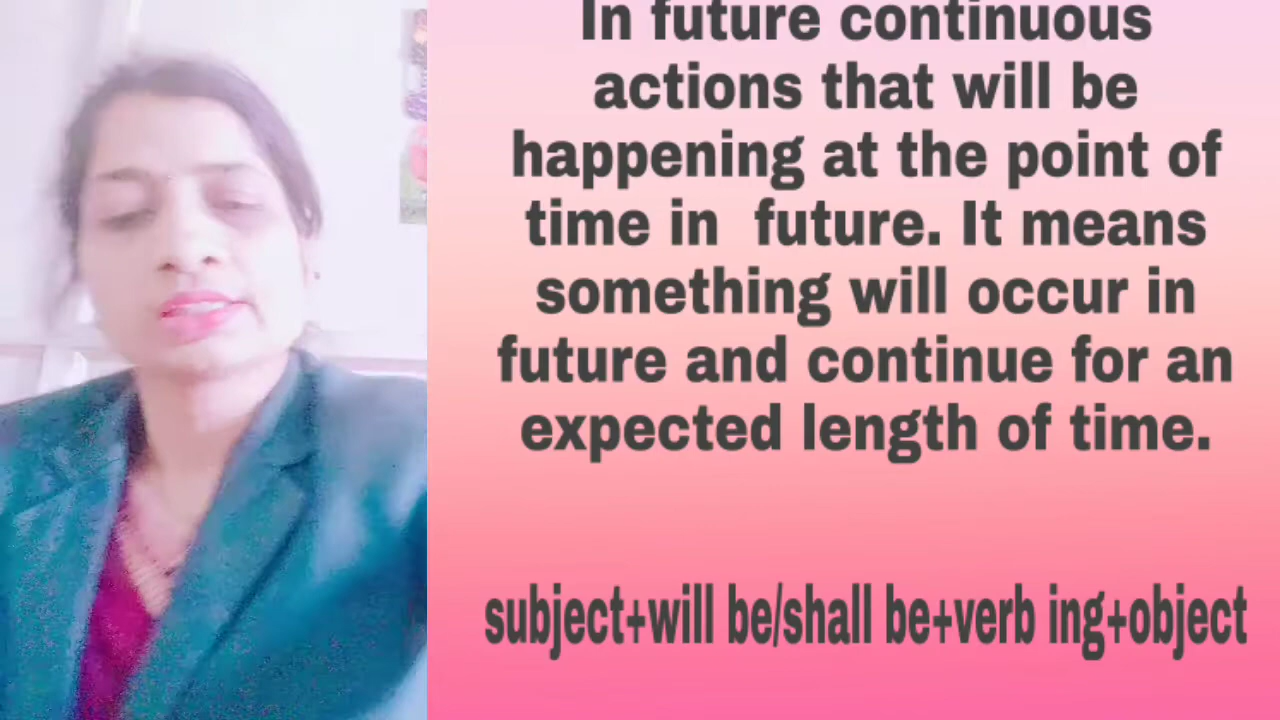 In future continuous
actions that will be
happening at the point of
time in  future. It means
something will occur in
future and continue for an
expected length of time.
subject+will be/shall be+verb ing+object